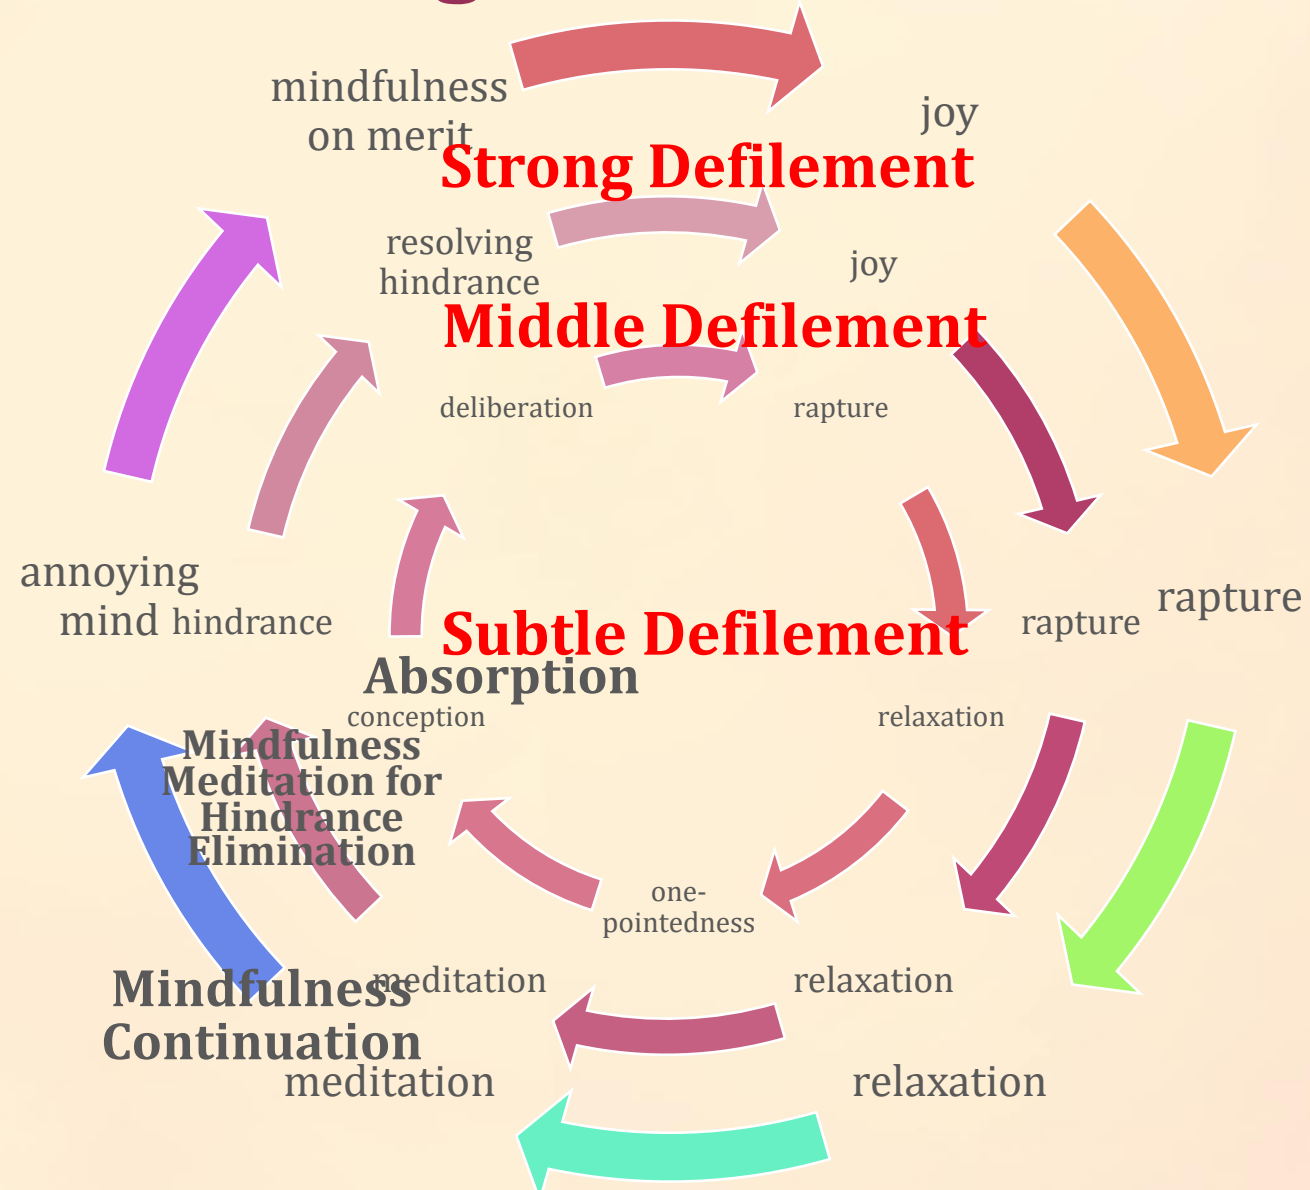 mindfulness
on merit
joy
Strong Defilement
resolving
hindrance
joy
Middle Defilement
deliberation
rapture
annoying
mind
hindrance
rapture
rapture
Subtle Defilement
Absorption
conception
relaxation
Mindfulness
Meditation for
Hindrance
Elimination
one-
pointedness
meditation
relaxation
Mindfulness
Continuation
meditation
relaxation